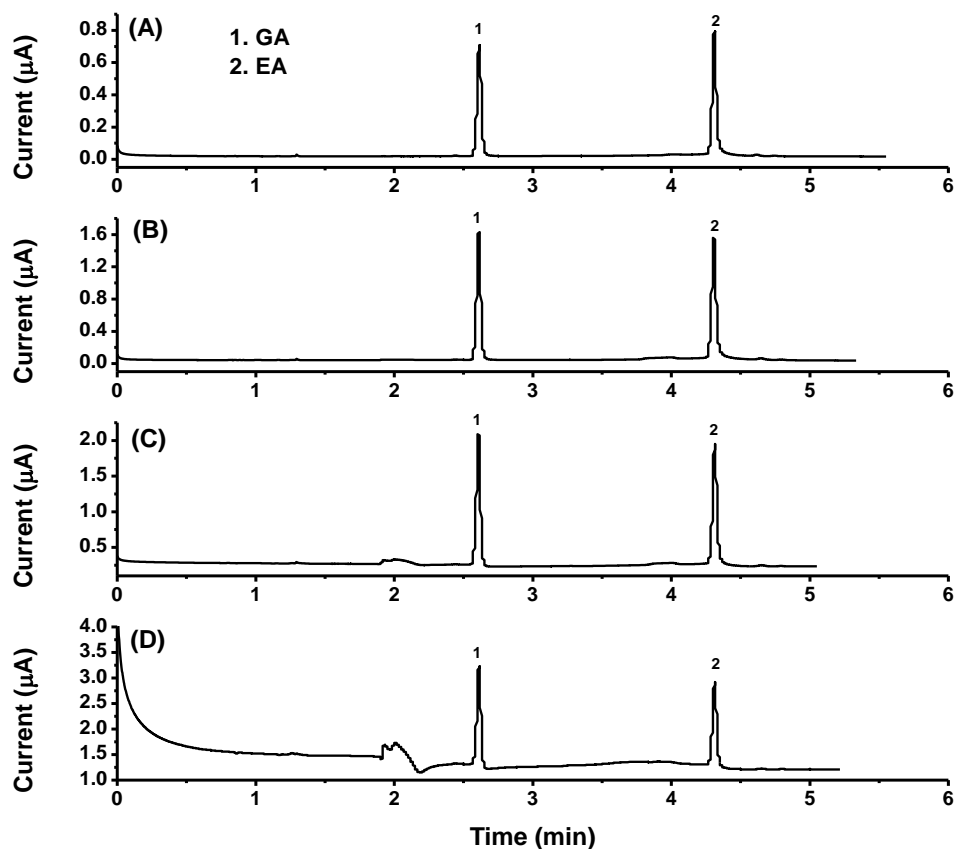 (A)
1. GA
2. EA
1
2
Current (µA)
0.8
0.6
0.4
0.2
0.0
0 1 2 3 4 5 6
(B)
1
2
Current (µA)
1.6
1.2
0.8
0.4
0.0
0 1 2 3 4 5 6
(C)
1
2
Current (µA)
2.0
1.5
1.0
0.5
0 1 2 3 4 5 6
(D)
1
2
Current (µA)
4.0
3.5
3.0
2.5
2.0
1.5
1.0
0 1 2 3 4 5 6
Time (min)